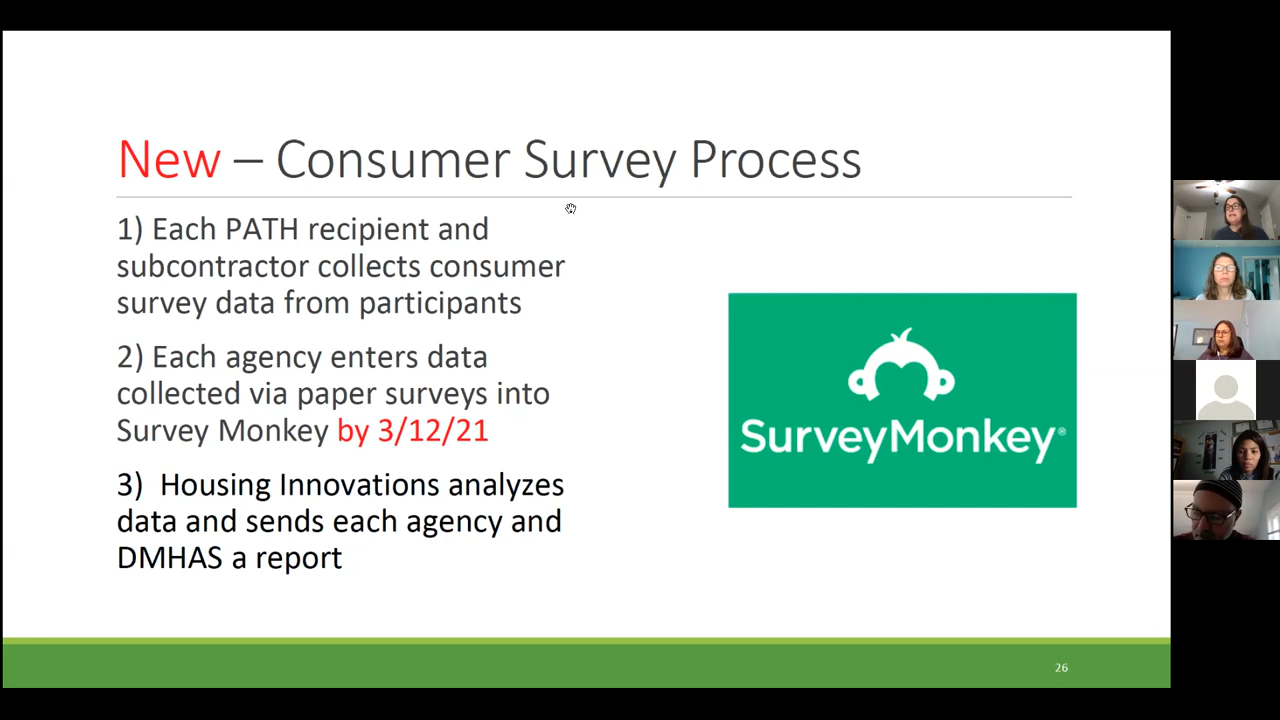 New – Consumer Survey Process
1) Each PATH recipient and
subcontractor collects consumer
survey data from participants
2) Each agency enters data
collected via paper surveys into
Survey Monkey by 3/12/21
3)  Housing Innovations analyzes
data and sends each agency and
DMHAS a report
SurveyMonkey®
26